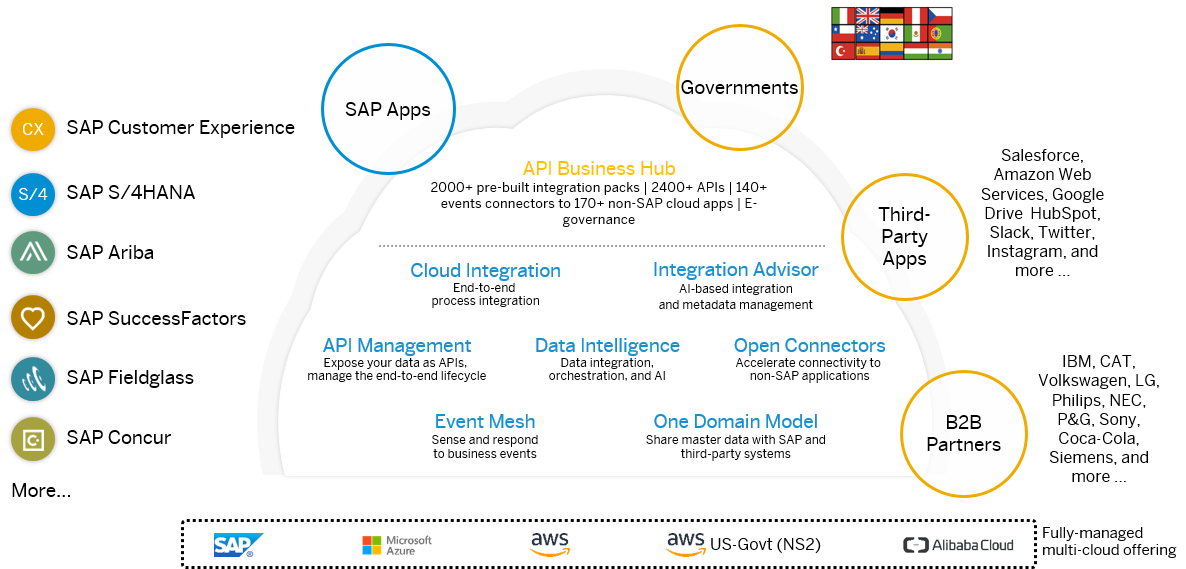 Governments
SAP Apps
CX
SAP Customer Experience
S/4
SAP S/4HANA
SAP Ariba
SAP SuccessFactors
SAP Fieldglass
SAP Concur
More...
API Business Hub
2000+ pre-built integration packs | 2400+ APIs | 140+
events connectors to 170+ non-SAP cloud apps | E-
governance
Cloud Integration
End-to-end
process integration
Integration Advisor
AI-based integration
and metadata management
API Management
Expose your data as APIs,
manage the end-to-end lifecycle
Data Intelligence
Data integration,
orchestration, and AI
Open Connectors
Accelerate connectivity to
non-SAP applications
Event Mesh
Sense and respond
to business events
One Domain Model
Share master data with SAP and
third-party systems
Third-
Party
Apps
Salesforce,
Amazon Web
Services, Google
Drive HubSpot,
Slack, Twitter,
Instagram, and
more ...
B2B
Partners
IBM, CAT,
Volkswagen, LG,
Philips, NEC,
P&G, Sony,
Coca-Cola,
Siemens, and
more ...
SAP
Microsoft
Azure
aws
aws US-Govt (NS2)
Alibaba Cloud
Fully-managed
multi-cloud offering